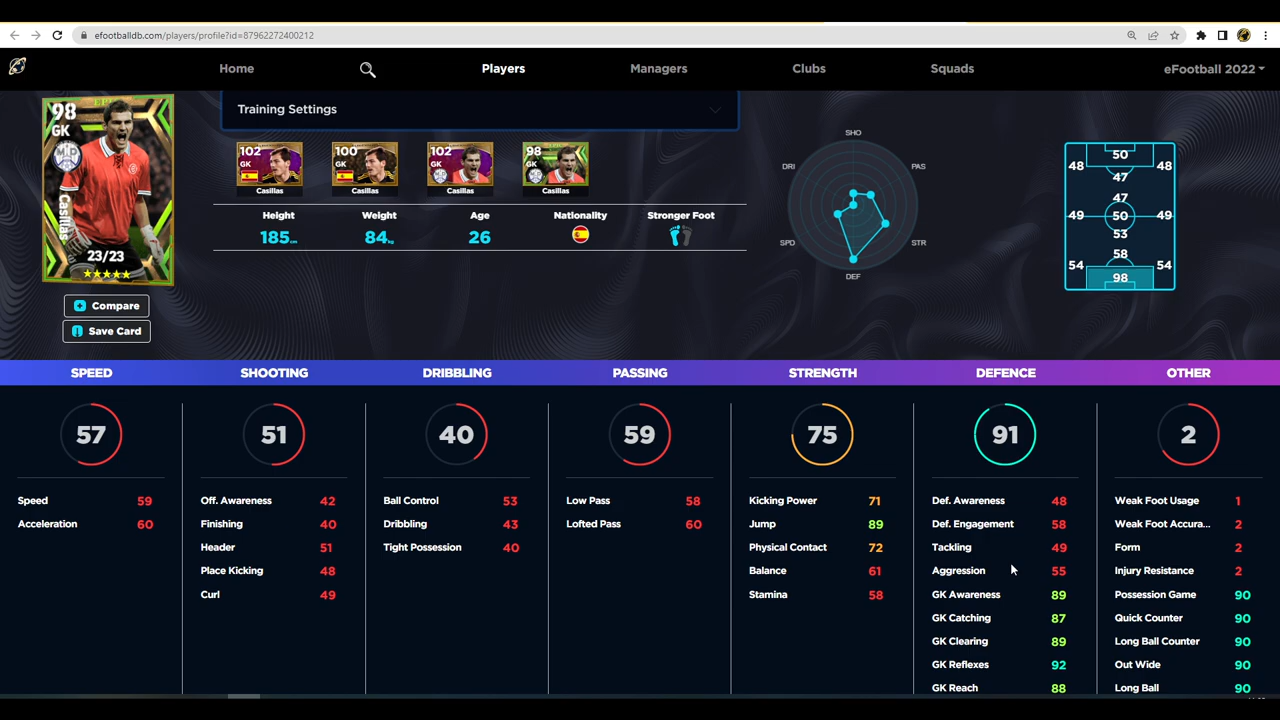 efootballdb.com/players/profile?id=87962272400212
Home
Players
Managers
Clubs
Squads
eFootball 2022
98
GK
Casillas
23/23
Compare
Save Card
Training Settings
102
GK
Casillas
100
GK
Casillas
102
GK
Casillas
98
GK
Casillas
Height Weight Age Nationality Stronger Foot
185cm 84kg 26
SHO
DRI PAS
SPD STR
DEF
50
48 48
47
47
49 50 49
53
58
54 54
98
SPEED SHOOTING DRIBBLING PASSING STRENGTH DEFENCE OTHER
57 51 40 59 75 91 2
Speed 59
Acceleration 60
Off. Awareness 42
Finishing 40
Header 51
Place Kicking 48
Curl 49
Ball Control 53
Dribbling 43
Tight Possession 40
Low Pass 58
Lofted Pass 60
Kicking Power 71
Jump 89
Physical Contact 72
Balance 61
Stamina 58
Def. Awareness 48
Def. Engagement 58
Tackling 49
Aggression 55
GK Awareness 89
GK Catching 87
GK Clearing 89
GK Reflexes 92
GK Reach 88
Weak Foot Usage 1
Weak Foot Accura... 2
Form 2
Injury Resistance 2
Possession Game 90
Quick Counter 90
Long Ball Counter 90
Out Wide 90
Long Ball 90